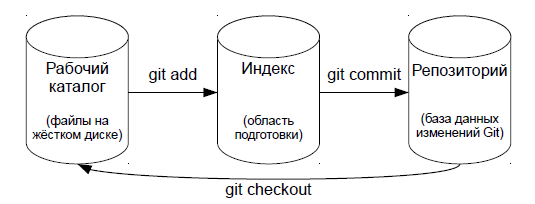 Рабочий
каталог
(файлы на
жёстком диске)
git add
Индекс
(область
подготовки)
git commit
Репозиторий
(база данных
изменений Git)
git checkout